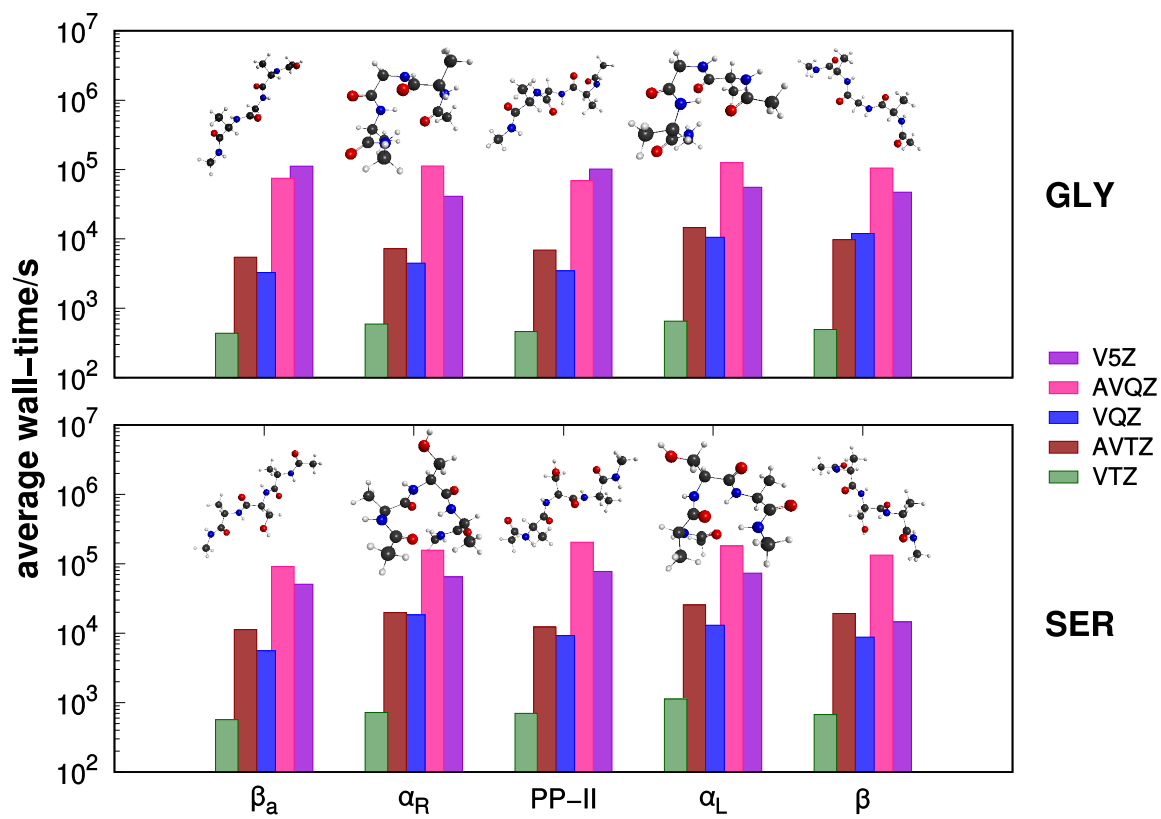 average wall-time/s
10^7
10^6
10^5
10^4
10^3
10^2
GLY
10^7
10^6
10^5
10^4
10^3
10^2
SER
V5Z
AVQZ
VQZ
AVTZ
VTZ
βa αR PP-II αL β